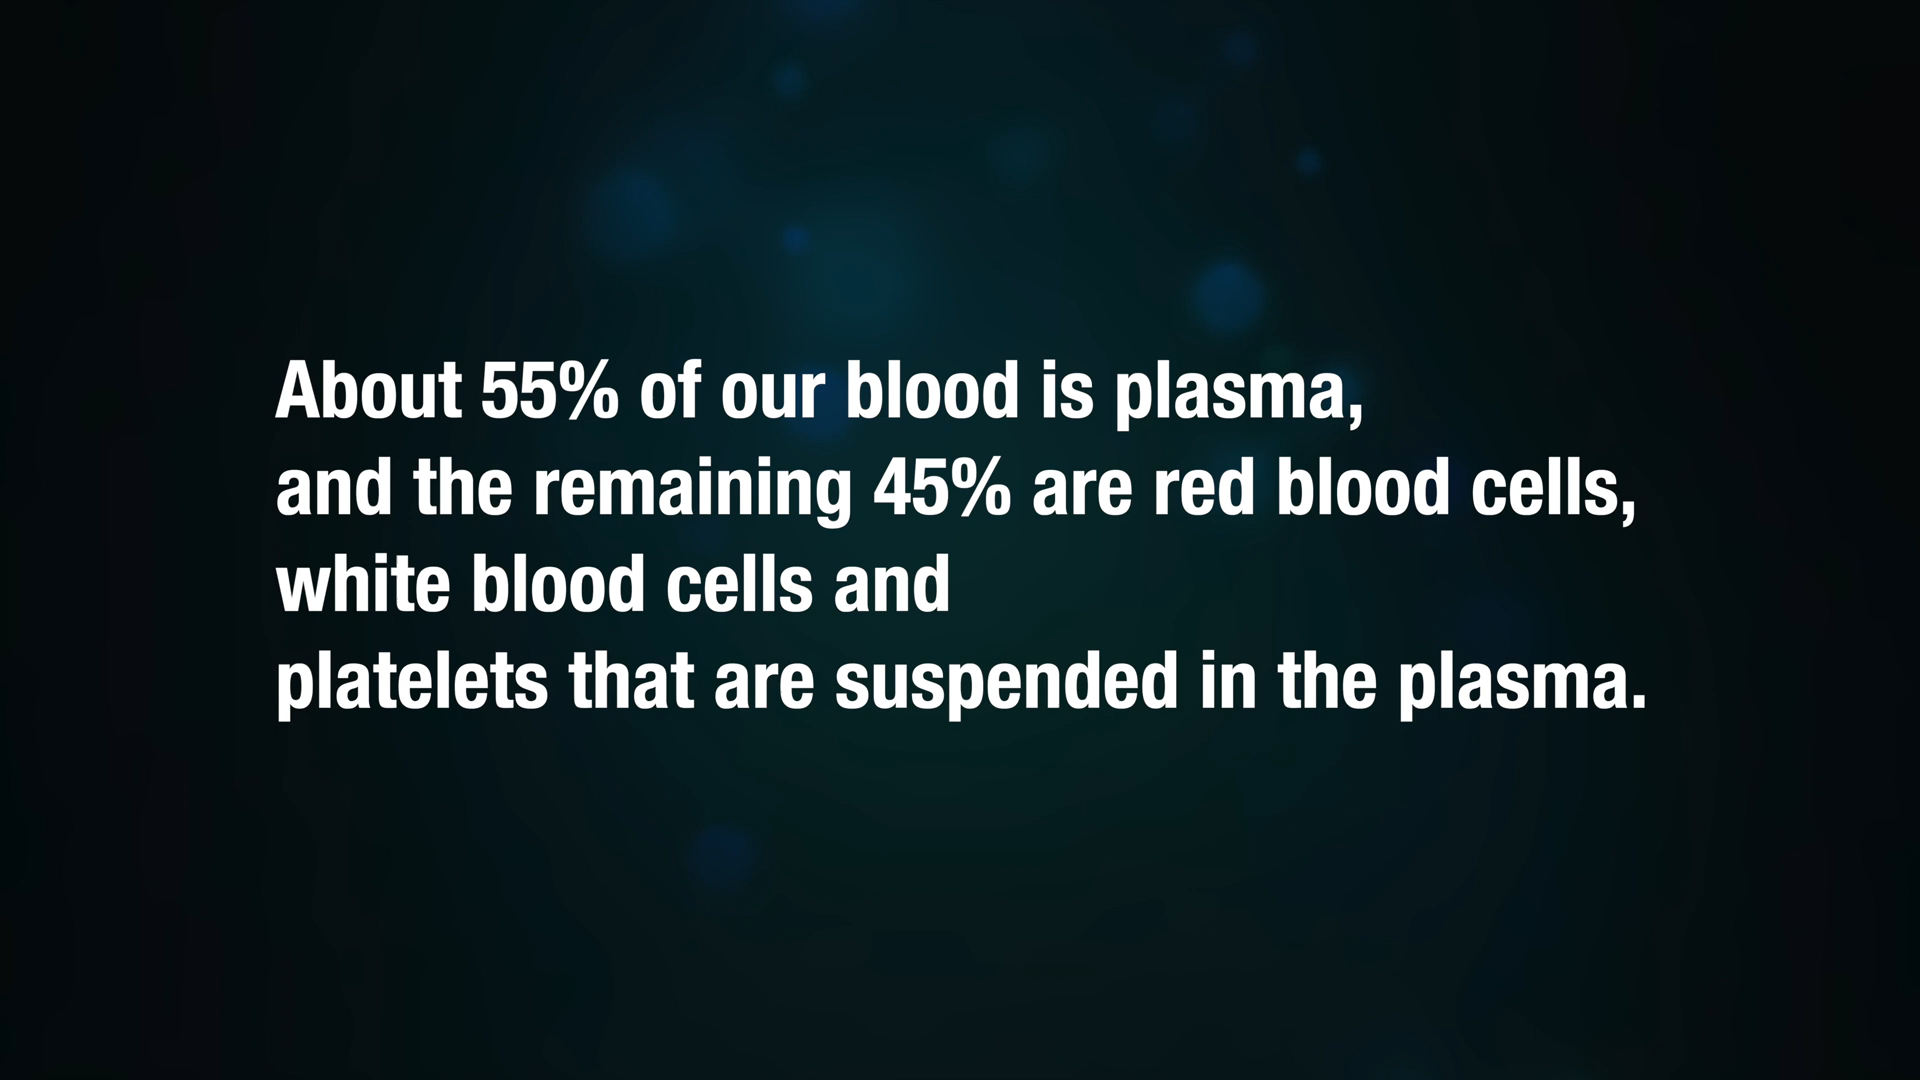 About 55% of our blood is plasma,
and the remaining 45% are red blood cells,
white blood cells and
platelets that are suspended in the plasma.